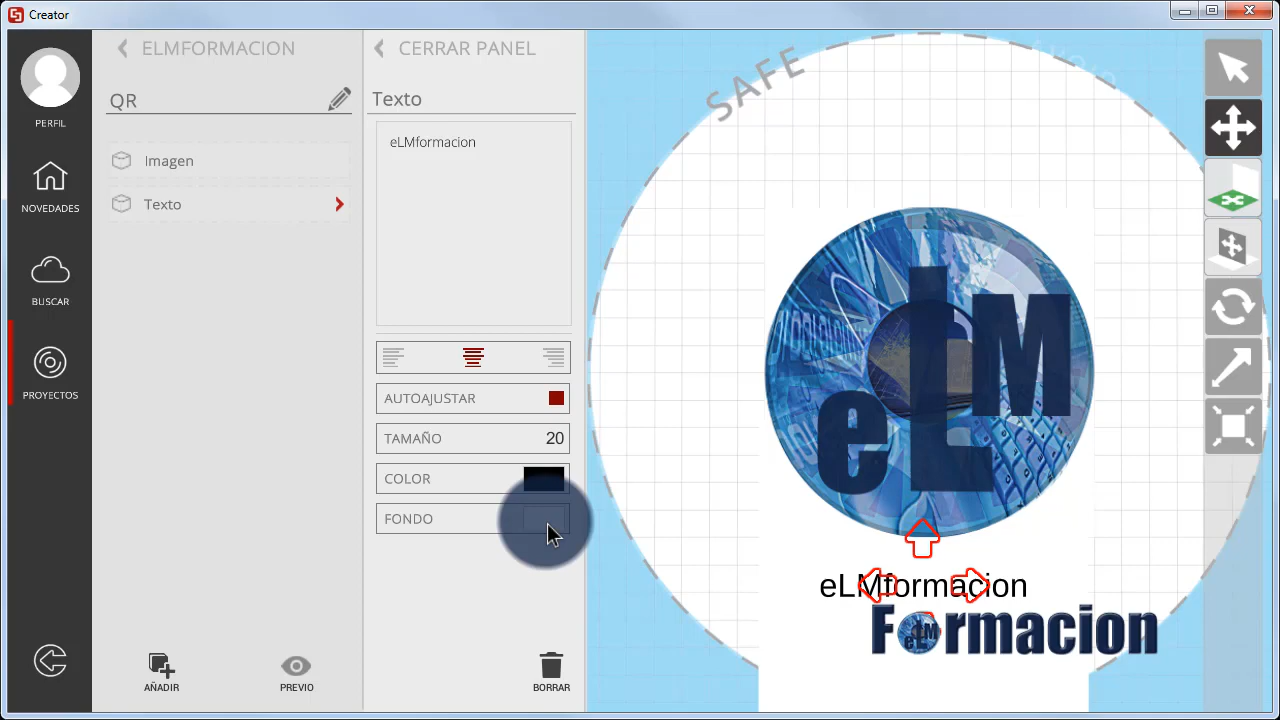 Creator
PERFIL
NOVEDADES
BUSCAR
PROYECTOS
ELMFORMACION
QR
Imagen
Texto
AÑADIR
PREVIO
CERRAR PANEL
Texto
eLMformacion
AUTOAJUSTAR
TAMAÑO 20
COLOR
FONDO
BORRAR
SAFE
eLM
eLMformacion
Formacion